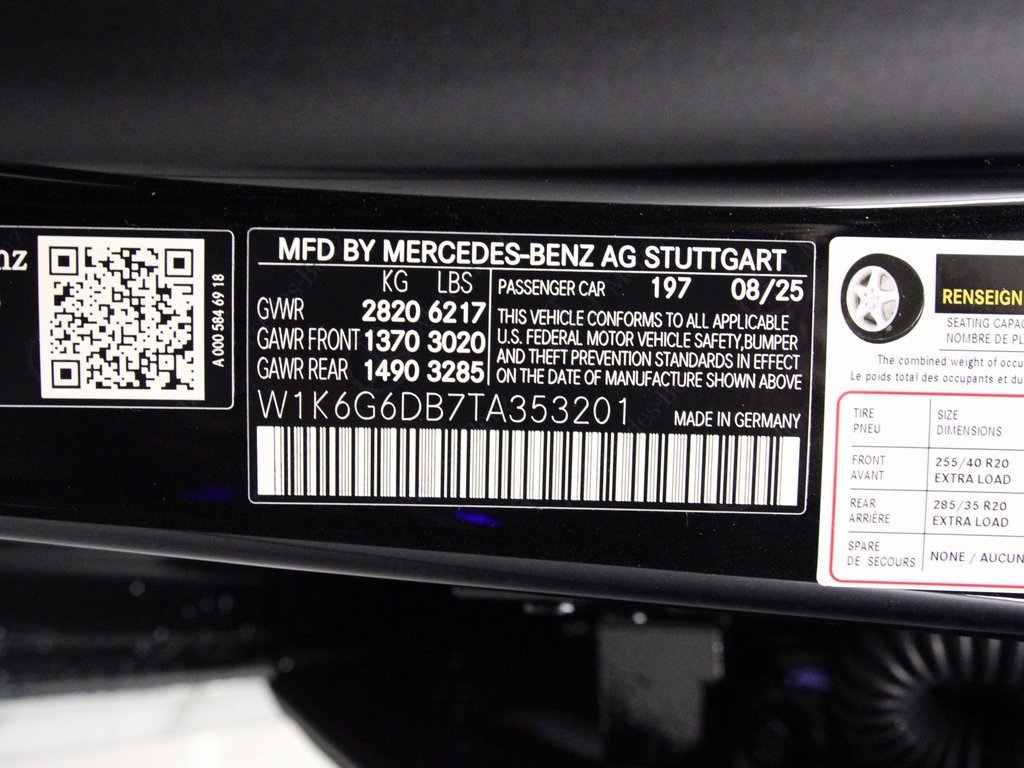 nz
A 000 584 69 18
MFD BY MERCEDES-BENZ AG STUTTGART
KG LBS
GVWR 2820 6217
GAWR FRONT 1370 3020
GAWR REAR 1490 3285
PASSENGER CAR 197 08/25
THIS VEHICLE CONFORMS TO ALL APPLICABLE
U.S. FEDERAL MOTOR VEHICLE SAFETY,BUMPER
AND THEFT PREVENTION STANDARDS IN EFFECT
ON THE DATE OF MANUFACTURE SHOWN ABOVE
W1K6G6DB7TA353201
MADE IN GERMANY
RENSEIGN
SEATING CAPAC
NOMBRE DE PL
The combined weight of occu
Le poids total des occupants et du
TIRE
PNEU
SIZE
DIMENSIONS
FRONT
AVANT
255/40 R20
EXTRA LOAD
REAR
ARRIÈRE
285/35 R20
EXTRA LOAD
SPARE
DE SECOURS
NONE / AUCUN